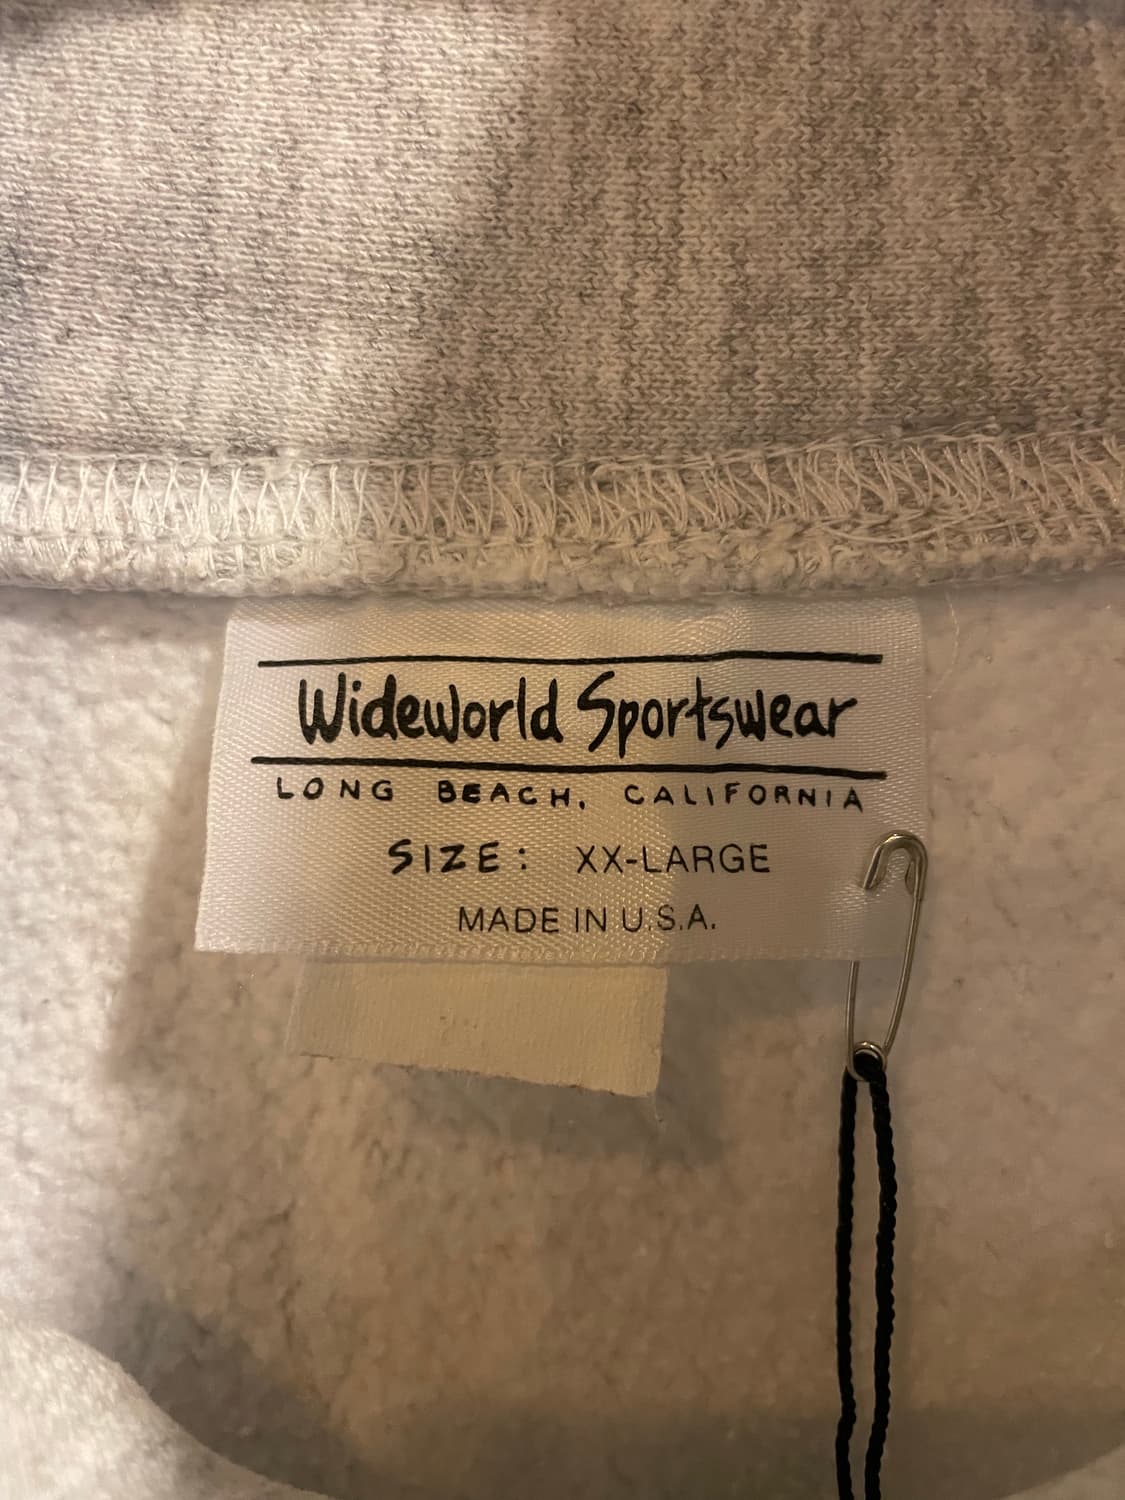 Wideworld Sportswear
LONG BEACH, CALIFORNIA
SIZE: XX-LARGE
MADE IN U.S.A.